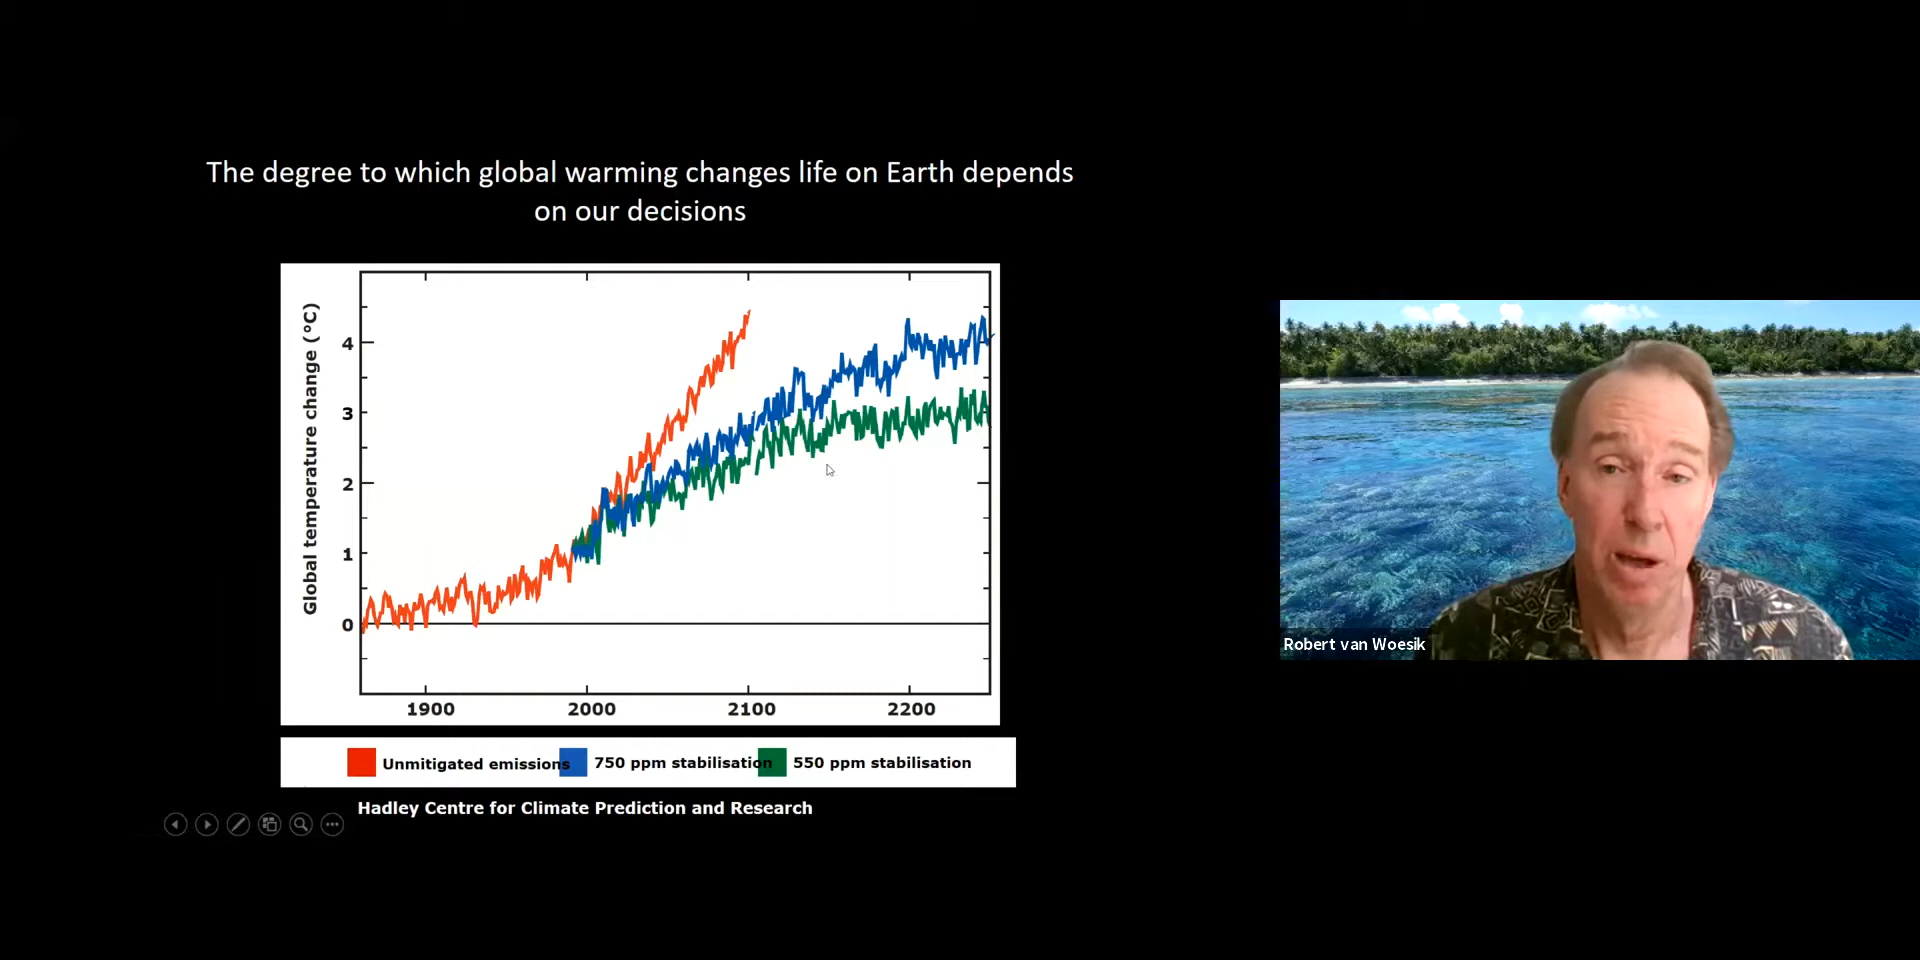 The degree to which global warming changes life on Earth depends
on our decisions
Global temperature change (°C)
4
3
2
1
0
1900 2000 2100 2200
Unmitigated emissions 750 ppm stabilisation 550 ppm stabilisation
Hadley Centre for Climate Prediction and Research
Robert van Woesik